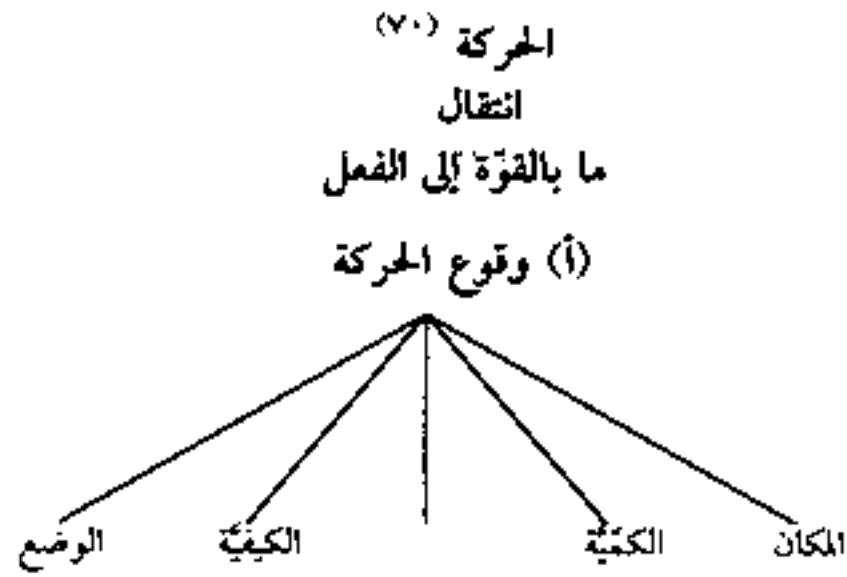 الحركة (٧٠)
انتقال
ما بالقوّة إلى الفعل
(أ) وقوع الحركة
المكان الكمّيّة الكيفيّة الوضع